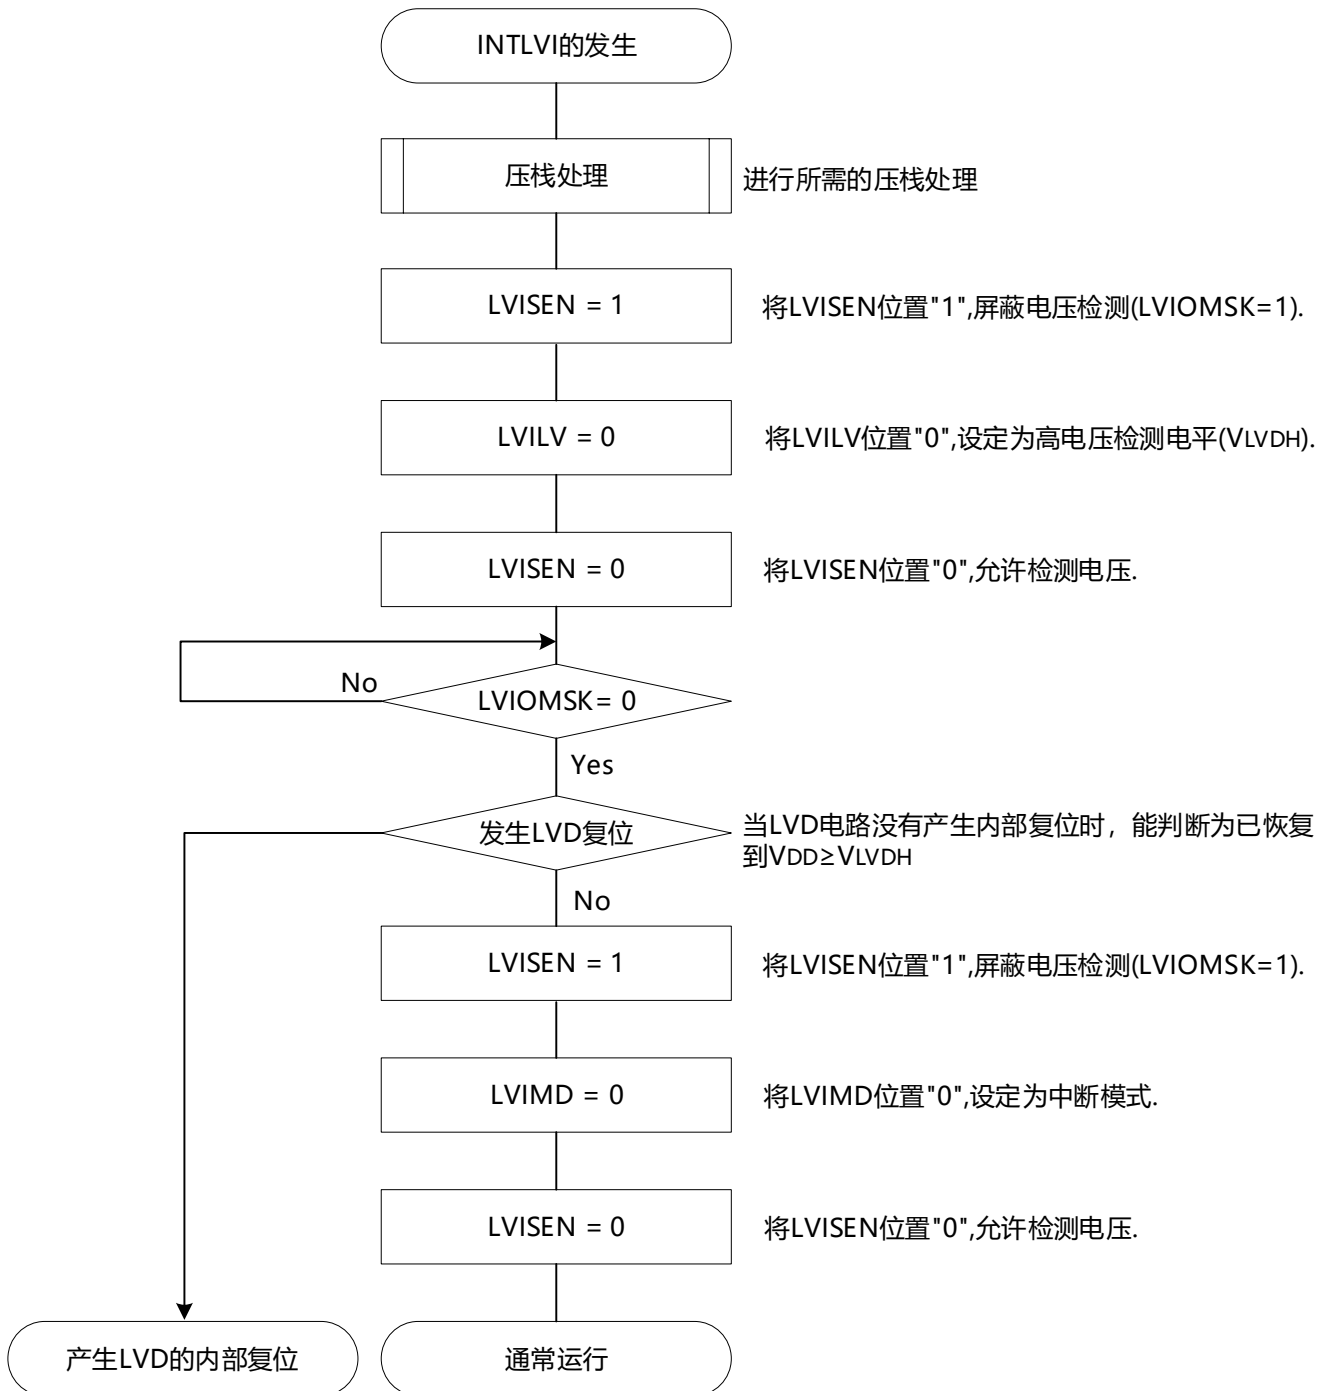 INTLVI的发生
压栈处理
进行所需的压栈处理
LVISEN = 1
将LVISEN位置"1",屏蔽电压检测(LVIOMSK=1).
LVILV = 0
将LVILV位置"0",设定为高电压检测电平(VLVDH).
LVISEN = 0
将LVISEN位置"0",允许检测电压.
No
LVIOMSK= 0
Yes
发生LVD复位
当LVD电路没有产生内部复位时，能判断为已恢复
到VDD≥VLVDH
No
LVISEN = 1
将LVISEN位置"1",屏蔽电压检测(LVIOMSK=1).
LVIMD = 0
将LVIMD位置"0",设定为中断模式.
LVISEN = 0
将LVISEN位置"0",允许检测电压.
产生LVD的内部复位
通常运行